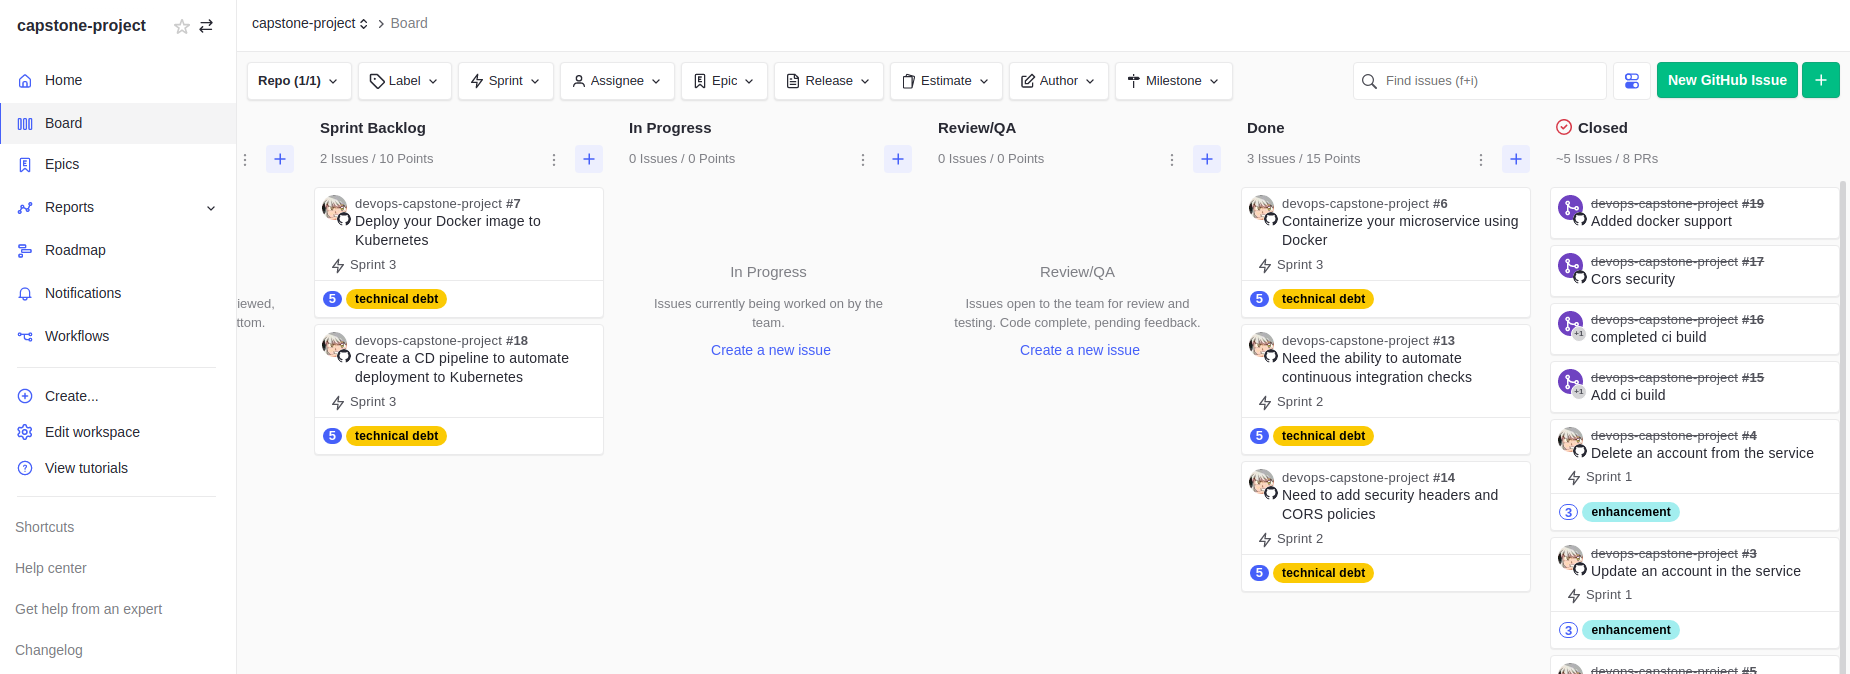 capstone-project
Home
Board
Epics
Reports
Roadmap
Notifications
Workflows
Create...
Edit workspace
View tutorials
Shortcuts
Help center
Get help from an expert
Changelog
capstone-project > Board
Repo (1/1)
Label
Sprint
Assignee
Epic
Release
Estimate
Author
Milestone
Find issues (f+i)
New GitHub Issue
+
iewed,
ttom.
Sprint Backlog
2 Issues / 10 Points
devops-capstone-project #7
Deploy your Docker image to
Kubernetes
Sprint 3
5 technical debt
devops-capstone-project #18
Create a CD pipeline to automate
deployment to Kubernetes
Sprint 3
5 technical debt
In Progress
0 Issues / 0 Points
In Progress
Issues currently being worked on by the
team.
Create a new issue
Review/QA
0 Issues / 0 Points
Review/QA
Issues open to the team for review and
testing. Code complete, pending feedback.
Create a new issue
Done
3 Issues / 15 Points
devops-capstone-project #6
Containerize your microservice using
Docker
Sprint 3
5 technical debt
devops-capstone-project #13
Need the ability to automate
continuous integration checks
Sprint 2
5 technical debt
devops-capstone-project #14
Need to add security headers and
CORS policies
Sprint 2
5 technical debt
Closed
~5 Issues / 8 PRs
devops-capstone-project #19
Added docker support
devops-capstone-project #17
Cors security
devops-capstone-project #16
+1
completed ci build
devops-capstone-project #15
+1
Add ci build
devops-capstone-project #4
Delete an account from the service
Sprint 1
3 enhancement
devops-capstone-project #3
Update an account in the service
Sprint 1
3 enhancement
devops-capstone-project #5